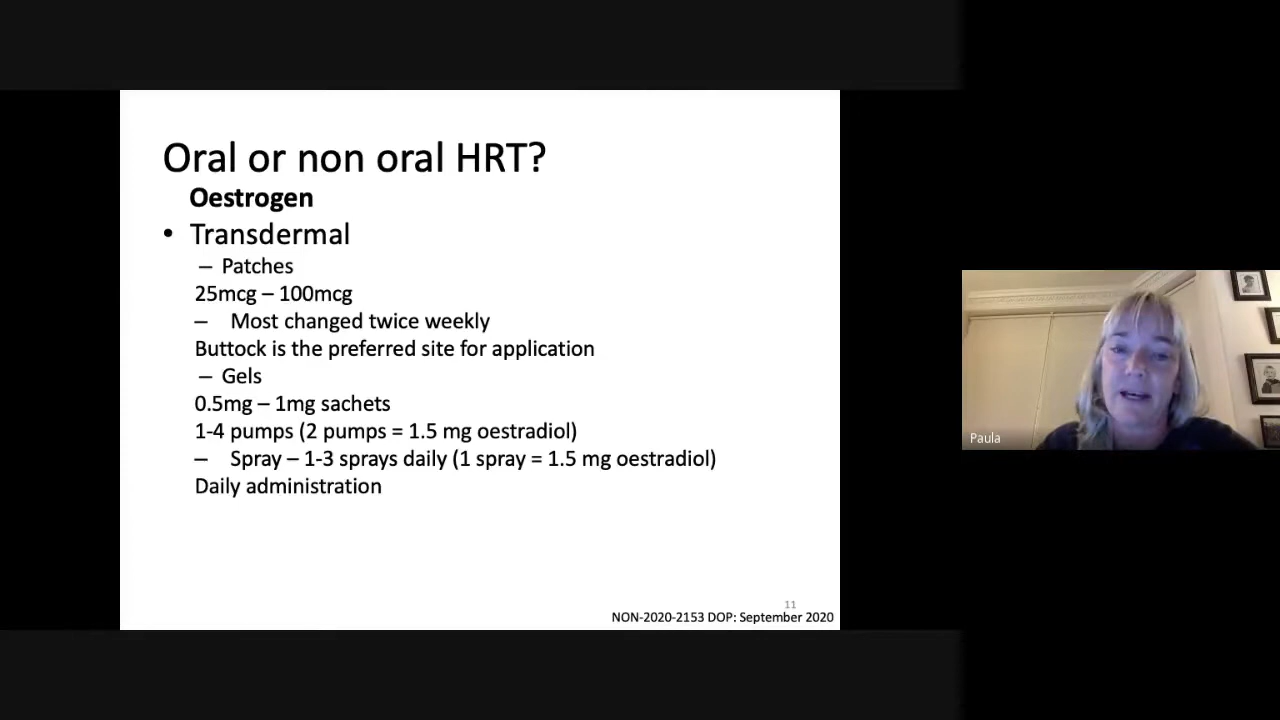 Oral or non oral HRT?
Oestrogen
• Transdermal
– Patches
25mcg – 100mcg
– Most changed twice weekly
Buttock is the preferred site for application
– Gels
0.5mg – 1mg sachets
1-4 pumps (2 pumps = 1.5 mg oestradiol)
– Spray – 1-3 sprays daily (1 spray = 1.5 mg oestradiol)
Daily administration
11
NON-2020-2153 DOP: September 2020
Paula